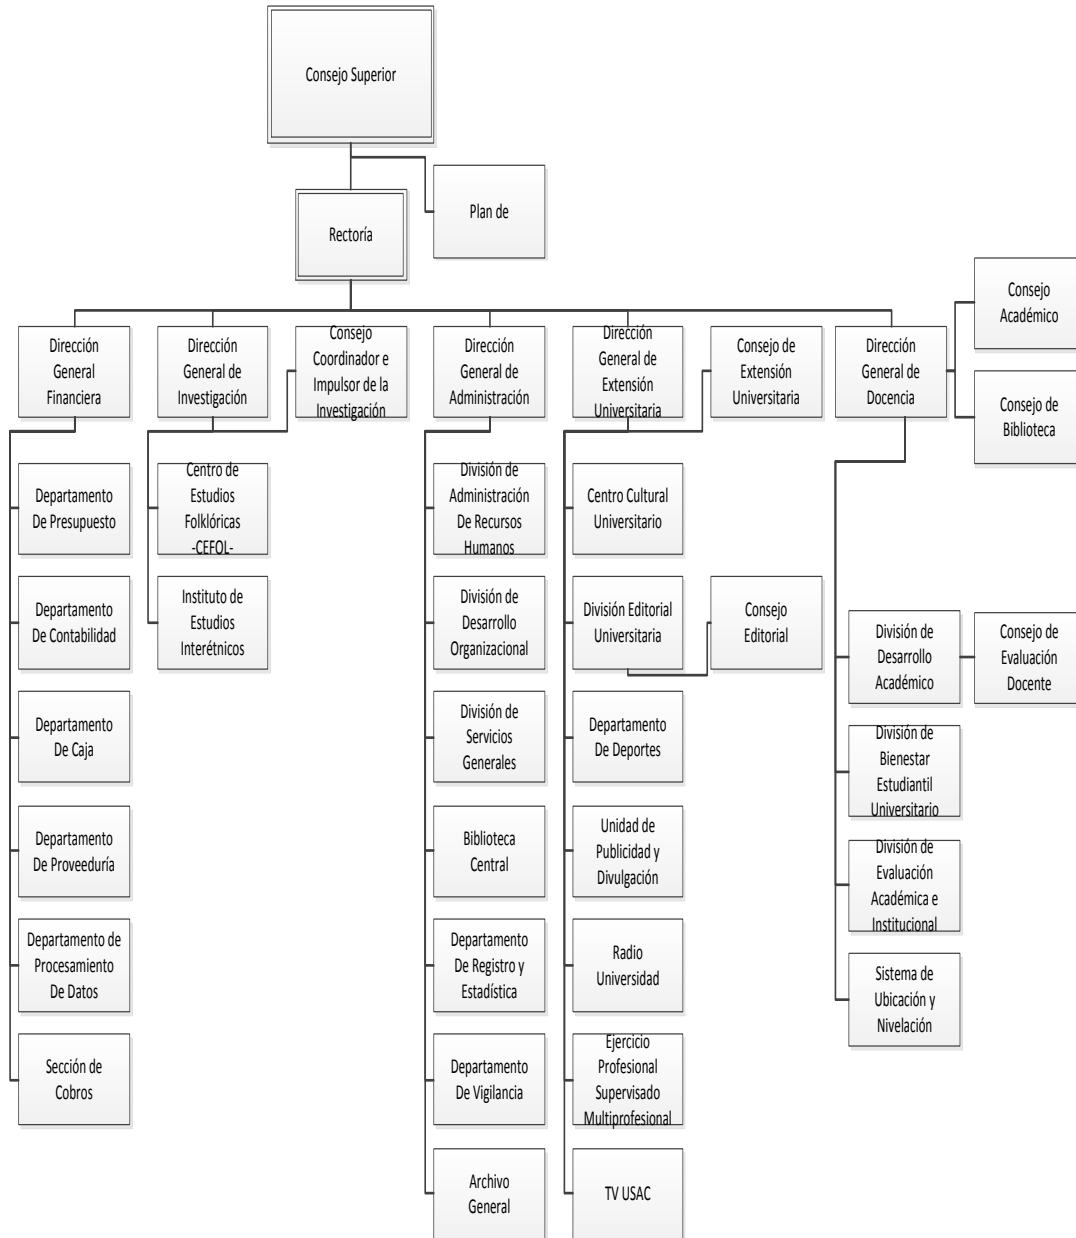 Consejo Superior
Plan de
Rectoría
Consejo
Académico
Dirección
General
Financiera
Dirección
General de
Investigación
Consejo
Coordinador e
Impulsor de la
Investigación
Dirección
General de
Administración
Dirección
General de
Extensión
Universitaria
Consejo de
Extensión
Universitaria
Dirección
General de
Docencia
Consejo de
Biblioteca
Departamento
De Presupuesto
Centro de
Estudios
Folklóricas
-CEFOL-
División de
Administración
De Recursos
Humanos
Centro Cultural
Universitario
Departamento
De Contabilidad
Instituto de
Estudios
Interétnicos
División de
Desarrollo
Organizacional
División Editorial
Universitaria
Consejo
Editorial
División de
Desarrollo
Académico
Consejo de
Evaluación
Docente
Departamento
De Caja
División de
Servicios
Generales
Departamento
De Deportes
División de
Bienestar
Estudiantil
Universitario
Departamento
De Proveeduría
Biblioteca
Central
Unidad de
Publicidad y
Divulgación
División de
Evaluación
Académica e
Institucional
Departamento de
Procesamiento
De Datos
Departamento
De Registro y
Estadística
Radio
Universidad
Sistema de
Ubicación y
Nivelación
Sección de
Cobros
Departamento
De Vigilancia
Ejercicio
Profesional
Supervisado
Multiprofesional
Archivo
General
TV USAC